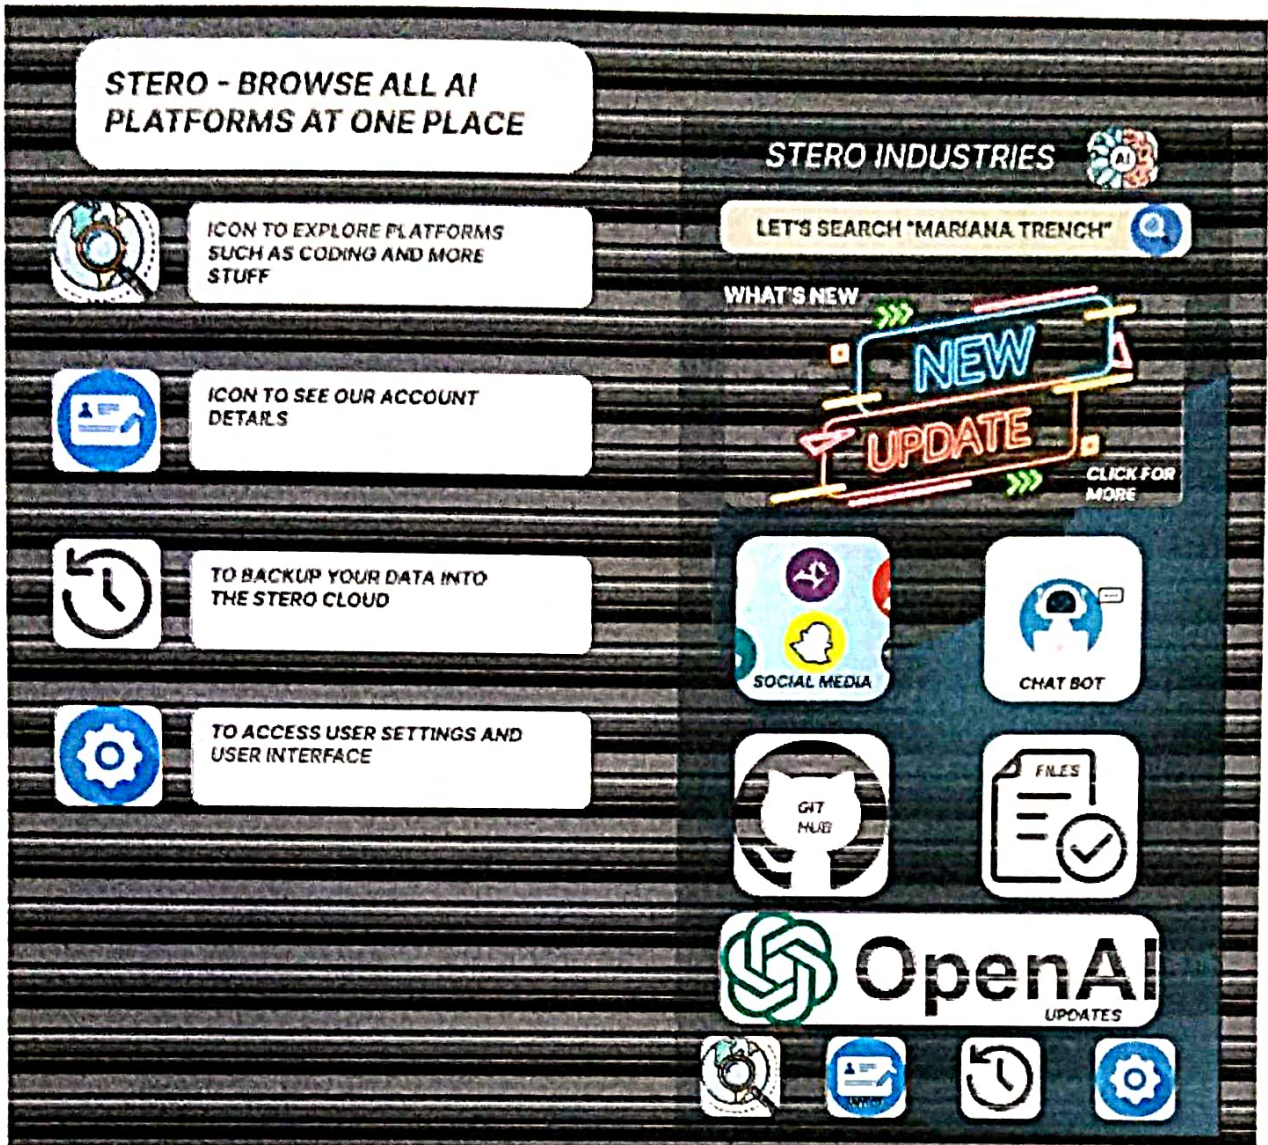 STERO - BROWSE ALL AI
PLATFORMS AT ONE PLACE
ICON TO EXPLORE PLATFORMS
SUCH AS CODING AND MORE
STUFF
ICON TO SEE OUR ACCOUNT
DETAILS
TO BACKUP YOUR DATA INTO
THE STERO CLOUD
TO ACCESS USER SETTINGS AND
USER INTERFACE
STERO INDUSTRIES
AI
LET'S SEARCH "MARIANA TRENCH"
WHAT'S NEW
NEW
UPDATE
CLICK FOR
MORE
SOCIAL MEDIA
CHAT BOT
GIT
HUB
FILES
OpenAI
UPDATES